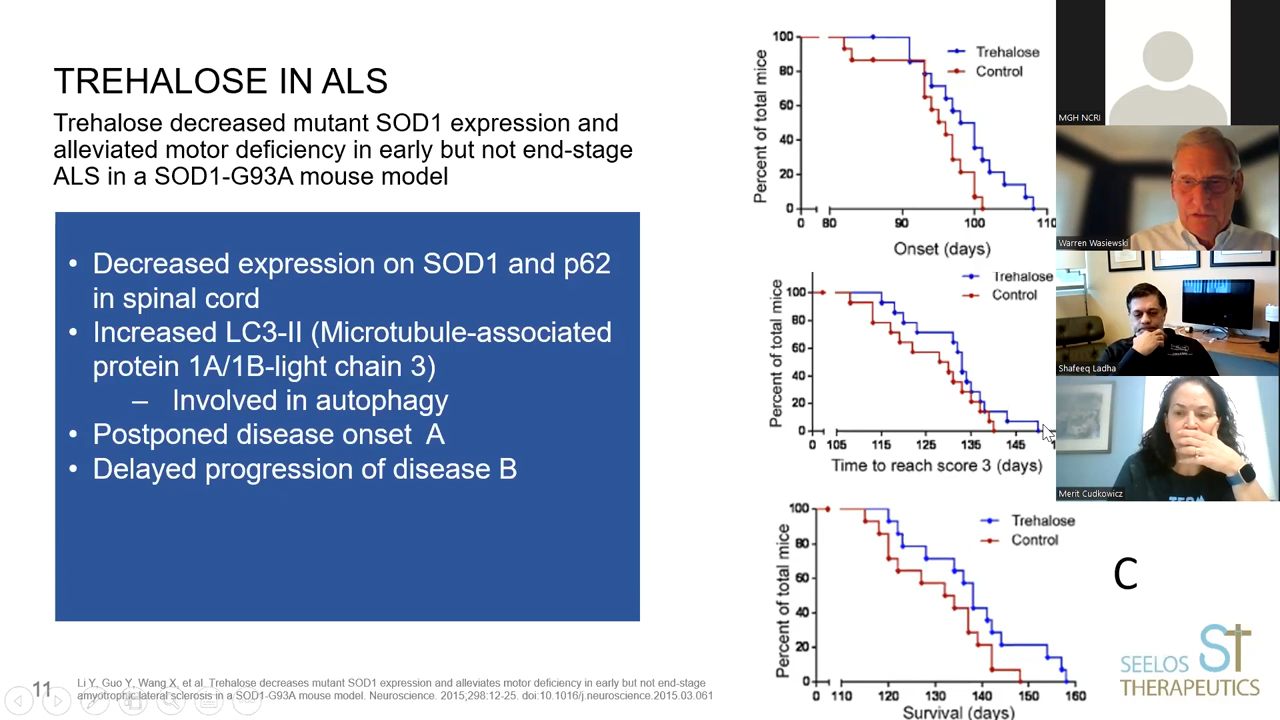 TREHALOSE IN ALS
Trehalose decreased mutant SOD1 expression and
alleviated motor deficiency in early but not end-stage
ALS in a SOD1-G93A mouse model
• Decreased expression on SOD1 and p62
in spinal cord
• Increased LC3-II (Microtubule-associated
protein 1A/1B-light chain 3)
– Involved in autophagy
• Postponed disease onset A
• Delayed progression of disease B
11
Li Y, Guo Y, Wang X, et al. Trehalose decreases mutant SOD1 expression and alleviates motor deficiency in early but not end-stage
amyotrophic lateral sclerosis in a SOD1-G93A mouse model. Neuroscience. 2015;298:12-25. doi:10.1016/j.neuroscience.2015.03.061
Percent of total mice
100
80
60
40
20
0
Trehalose
Control
0 80 90 100 110
Onset (days)
Percent of total mice
100
80
60
40
20
0
Trehalose
Control
0 105 115 125 135 145
Time to reach score 3 (days)
Percent of total mice
100
80
60
40
20
0
Trehalose
Control
0 110 120 130 140 150 160
Survival (days)
C
SEELOS St
THERAPEUTICS
MGH NCRI
Warren Wasiewski
Shafeeq Ladha
Merit Cudkowicz